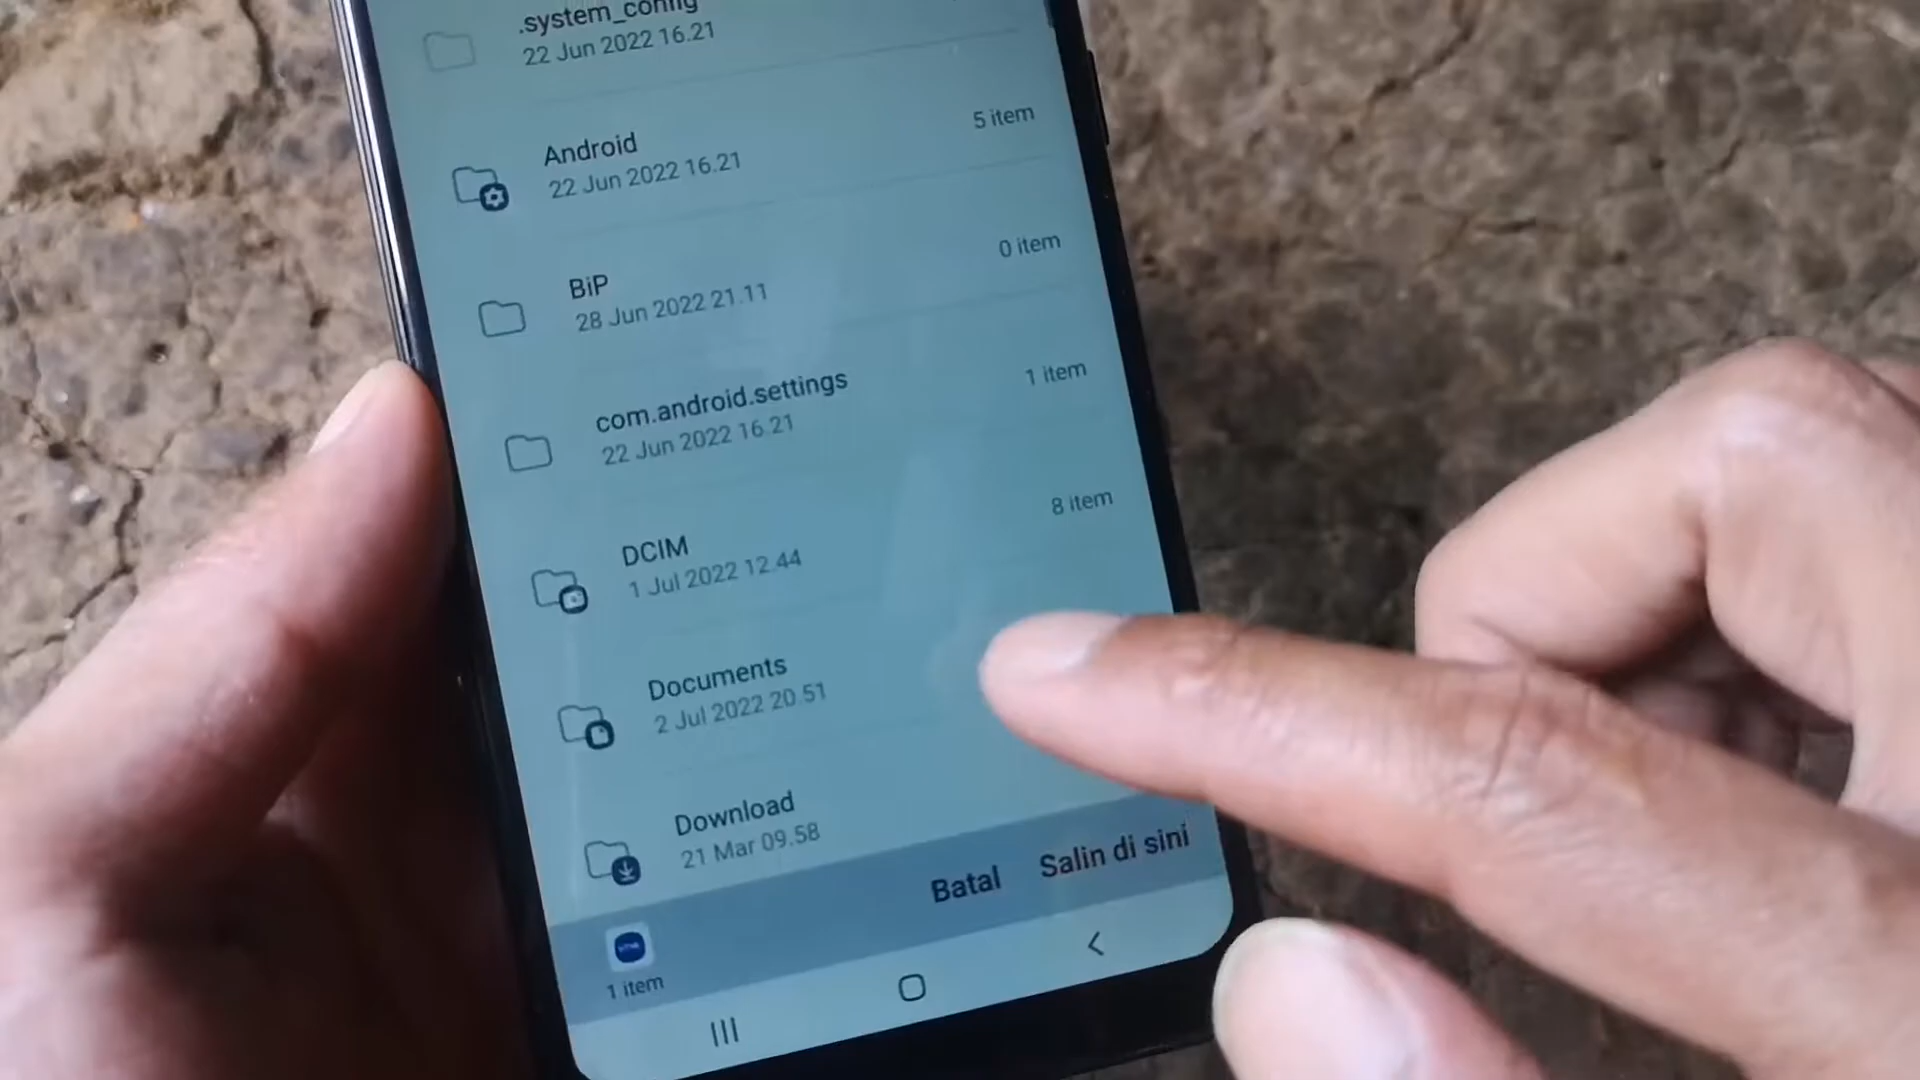 .system_config
22 Jun 2022 16.21
Android
22 Jun 2022 16.21
5 item
BiP
28 Jun 2022 21.11
0 item
com.android.settings
22 Jun 2022 16.21
1 item
DCIM
1 Jul 2022 12.44
8 item
Documents
2 Jul 2022 20.51
Download
21 Mar 09.58
Batal
Salin di sini
1 item